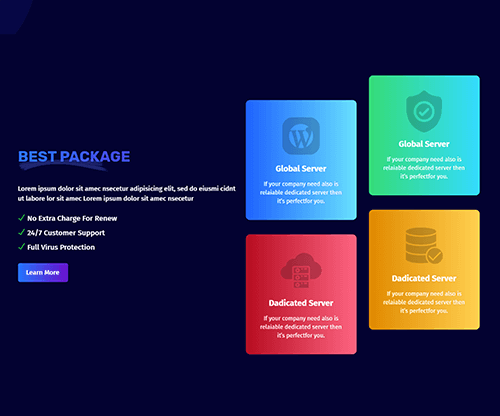 BEST PACKAGE
Lorem ipsum dolor sit amec nsecetur adipisicing elit, sed do eiusmi cidnt
ut labore lor sit amec Lorem ipsum dolor sit amec nsecetur
No Extra Charge For Renew
24/7 Customer Support
Full Virus Protection
Learn More
Global Server
If your company need also is
relaiable dedicated server then
it's perfectfor you.
Global Server
If your company need also is
relaiable dedicated server then
it's perfectfor you.
Dadicated Server
If your company need also is
relaiable dedicated server then
it's perfectfor you.
Dadicated Server
If your company need also is
relaiable dedicated server then
it's perfectfor you.